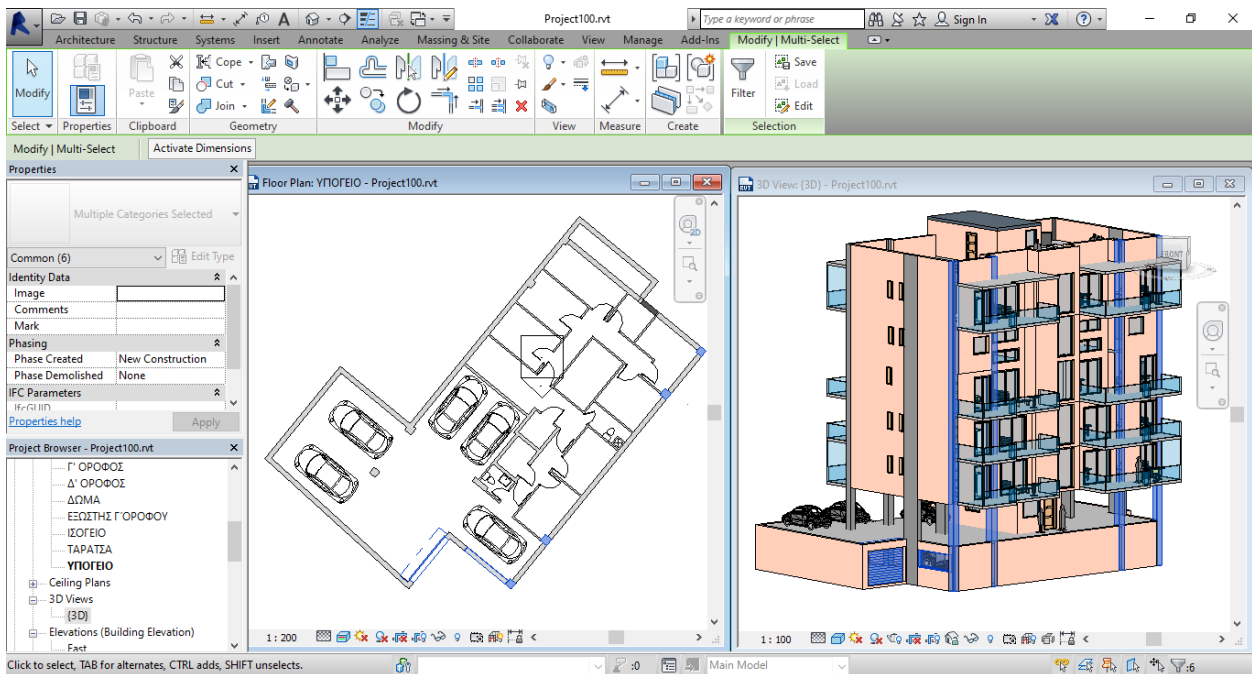 Project100.rvt
Type a keyword or phrase
Sign In
Architecture Structure Systems Insert Annotate Analyze Massing & Site Collaborate View Manage Add-Ins Modify | Multi-Select
Modify
Paste
Cope
Cut
Join
Filter
Save
Load
Edit
Select Properties Clipboard Geometry Modify View Measure Create Selection
Modify | Multi-Select Activate Dimensions
Properties
Multiple Categories Selected
Common (6) Edit Type
Identity Data
Image
Comments
Mark
Phasing
Phase Created New Construction
Phase Demolished None
IFC Parameters
IfcGUID
Properties help Apply
Project Browser - Project100.rvt
Γ' ΟΡΟΦΟΣ
Δ' ΟΡΟΦΟΣ
ΔΩΜΑ
ΕΞΩΣΤΗΣ Γ'ΟΡΟΦΟΥ
ΙΣΟΓΕΙΟ
ΤΑΡΑΤΣΑ
ΥΠΟΓΕΙΟ
Ceiling Plans
3D Views
{3D}
Elevations (Building Elevation)
East
Floor Plan: ΥΠΟΓΕΙΟ - Project100.rvt
2D
1 : 200
3D View: {3D} - Project100.rvt
FRONT
1 : 100
Click to select, TAB for alternates, CTRL adds, SHIFT unselects.
:0
Main Model
:6